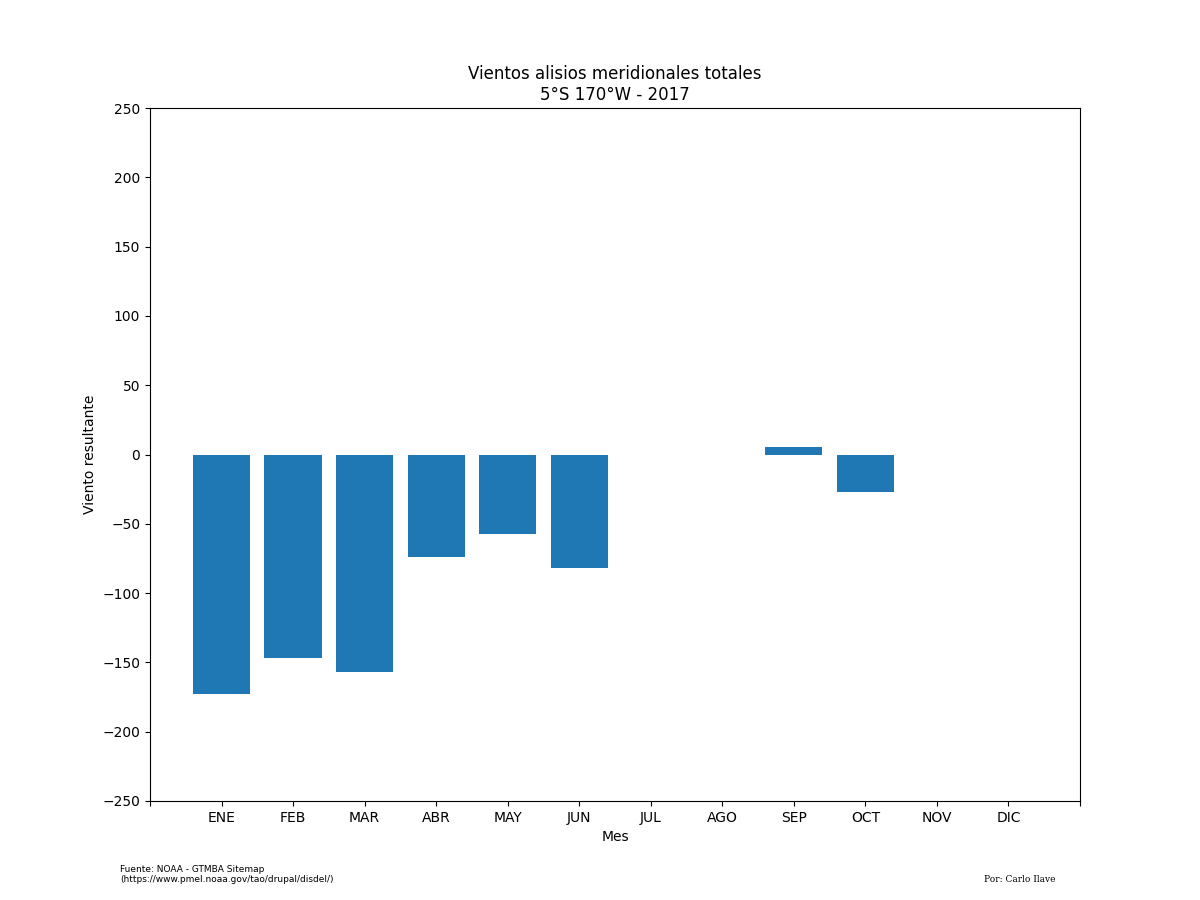 Vientos alisios meridionales totales
5°S 170°W - 2017
250
200
150
100
50
0
−50
−100
−150
−200
−250
Viento resultante
ENE FEB MAR ABR MAY JUN JUL AGO SEP OCT NOV DIC
Mes
Fuente: NOAA - GTMBA Sitemap
(https://www.pmel.noaa.gov/tao/drupal/disdel/)
Por: Carlo Ilave